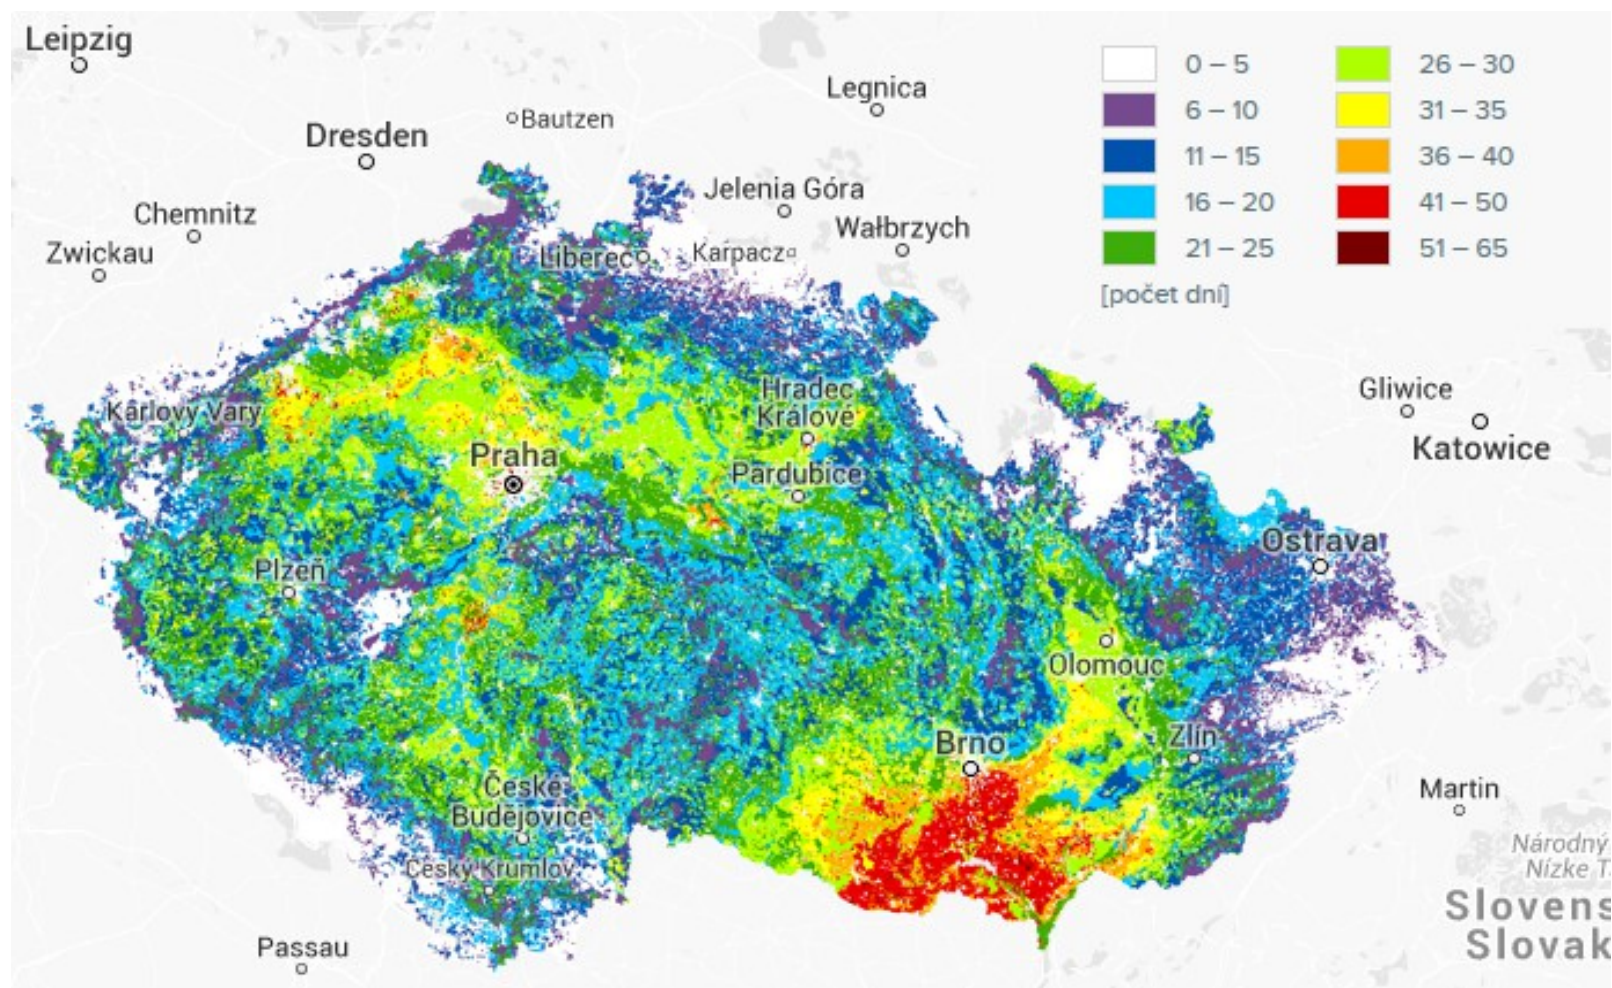 Leipzig
Legnica
Bautzen
Dresden
Jelenia Góra
Chemnitz
Wałbrzych
Zwickau
Liberec
Karpacz
0 – 5
6 – 10
11 – 15
16 – 20
21 – 25
26 – 30
31 – 35
36 – 40
41 – 50
51 – 65
[počet dní]
Karlovy Vary
Hradec
Králové
Gliwice
Katowice
Praha
Pardubice
Ostrava
Plzeň
Olomouc
Brno
Zlín
České
Budějovice
Martin
Český Krumlov
Národný
Nízke T
Slovens
Slovak
Passau